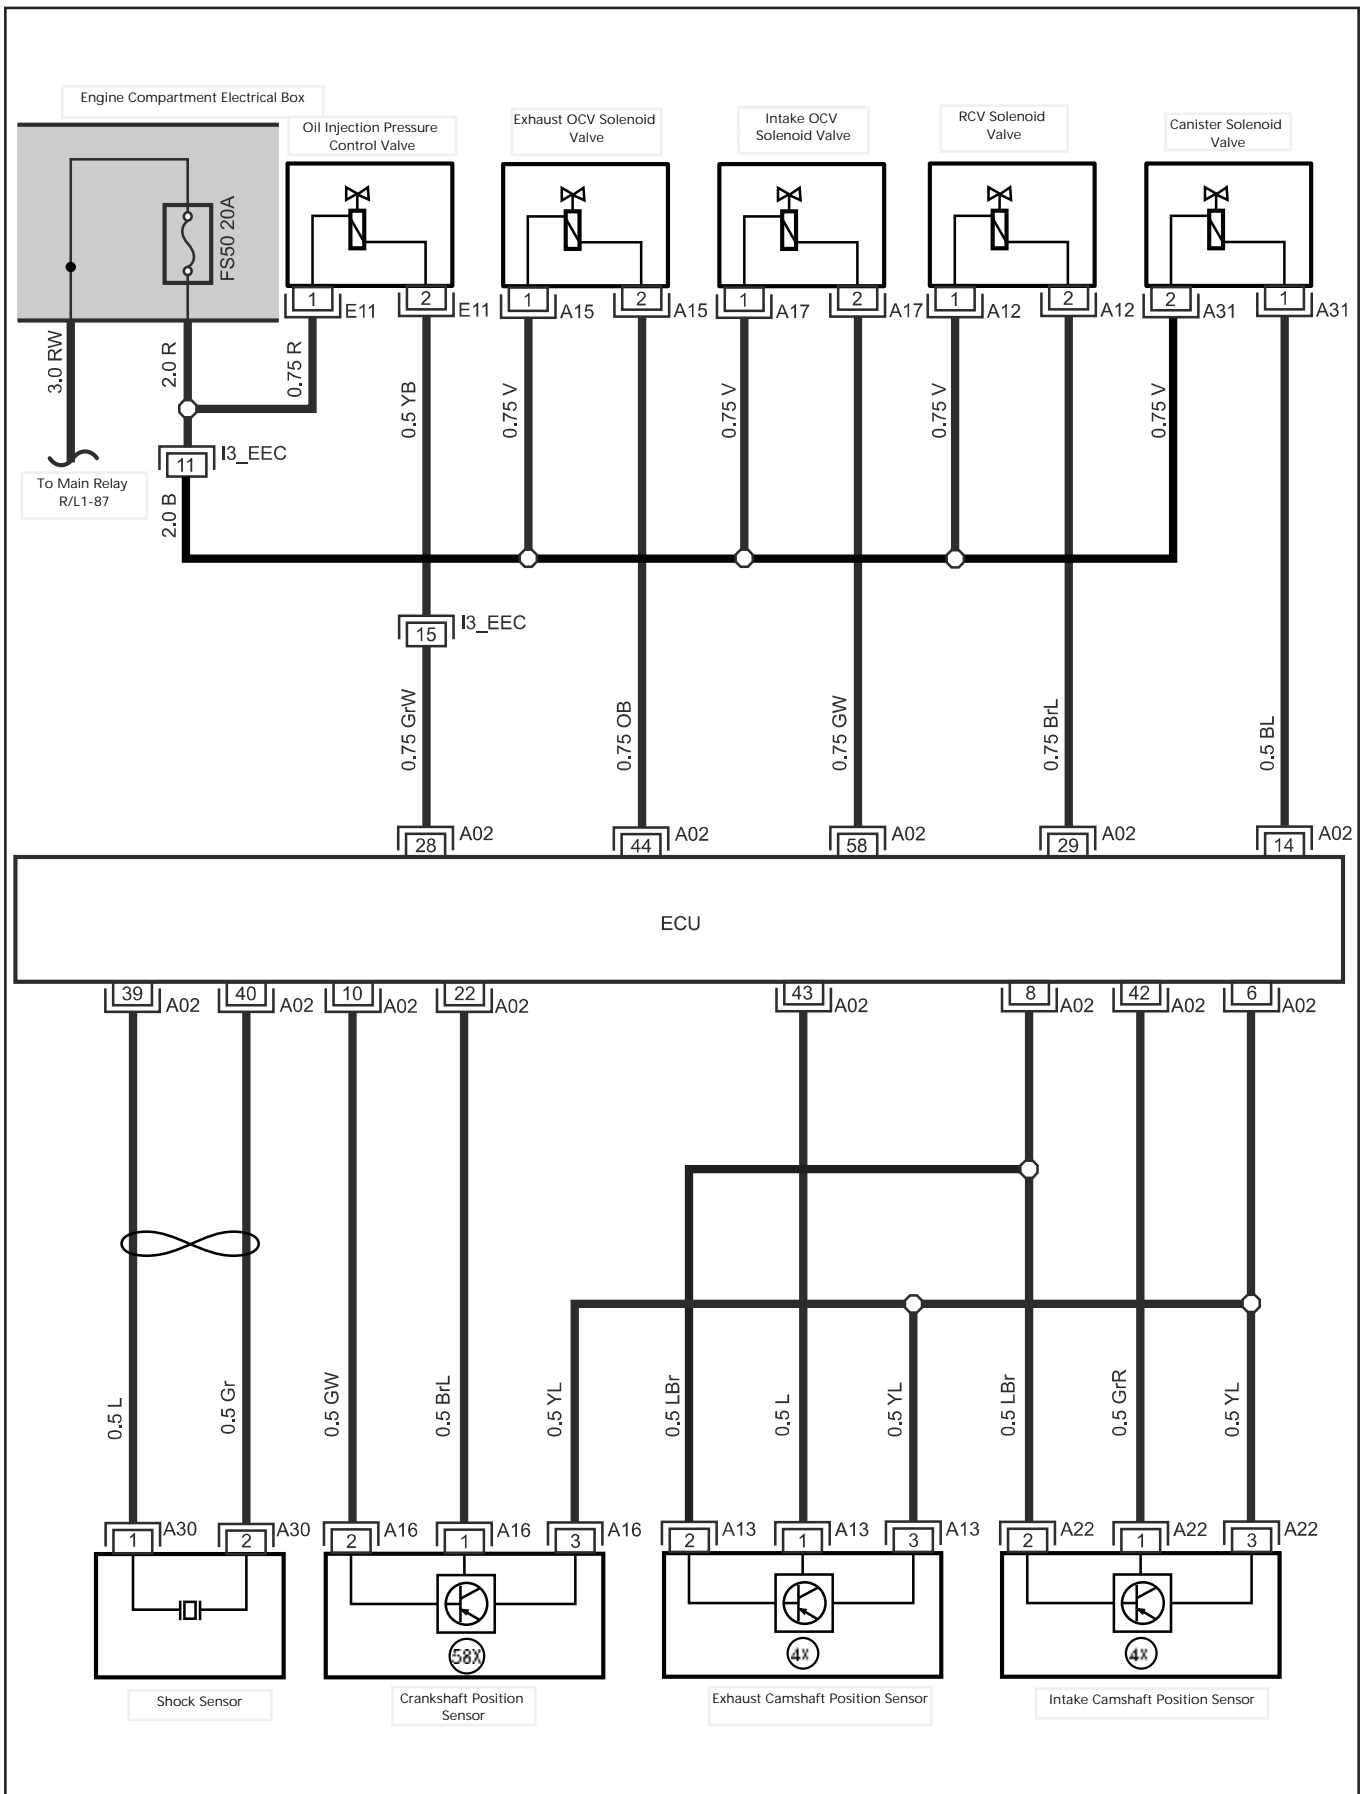 Engine Compartment Electrical Box
Oil Injection Pressure
Control Valve
Exhaust OCV Solenoid
Valve
Intake OCV
Solenoid Valve
RCV Solenoid
Valve
Canister Solenoid
Valve
FS50 20A
1
E11
2
E11
1
A15
2
A15
1
A17
2
A17
1
A12
2
A12
2
A31
1
A31
3.0 RW
2.0 R
0.75 R
0.5 YB
0.75 V
0.75 V
0.75 V
0.75 V
11
I3_EEC
To Main Relay
R/L1-87
2.0 B
15
I3_EEC
0.75 GrW
0.75 OB
0.75 GW
0.75 BrL
0.5 BL
28
A02
44
A02
58
A02
29
A02
14
A02
ECU
39
A02
40
A02
10
A02
22
A02
43
A02
8
A02
42
A02
6
A02
0.5 L
0.5 Gr
0.5 GW
0.5 BrL
0.5 YL
0.5 LBr
0.5 L
0.5 YL
0.5 LBr
0.5 GrR
0.5 YL
1
A30
2
A30
2
A16
1
A16
3
A16
2
A13
1
A13
3
A13
2
A22
1
A22
3
A22
58X
4X
4X
Shock Sensor
Crankshaft Position
Sensor
Exhaust Camshaft Position Sensor
Intake Camshaft Position Sensor